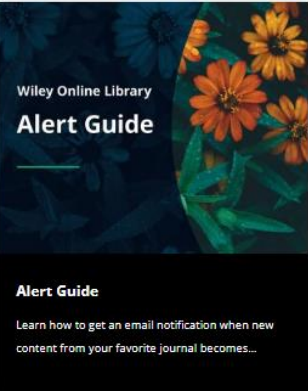 Wiley Online Library
Alert Guide
Alert Guide
Learn how to get an email notification when new
content from your favorite journal becomes...